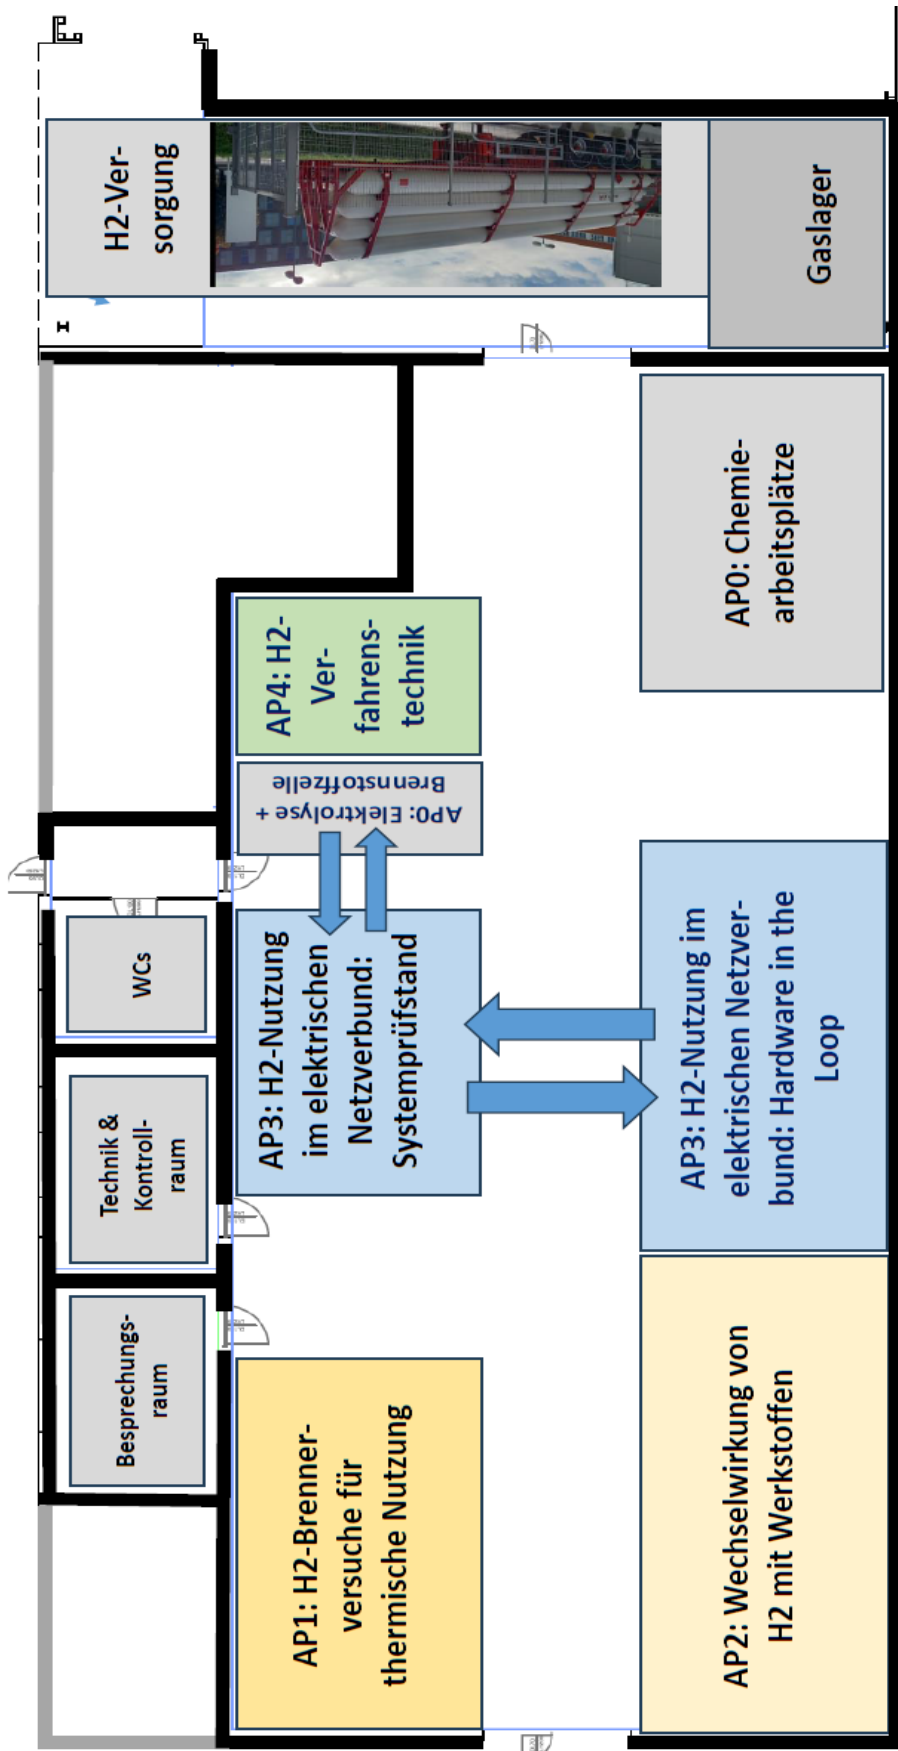 H2-Ver-
sorgung
Gaslager
AP0: Chemie-
arbeitsplätze
AP4: H2-
Ver-
fahrens-
technik
AP0: Elektrolyse +
Brennstoffzelle
WCs
AP3: H2-Nutzung
im elektrischen
Netzverbund:
Systemprüfstand
AP3: H2-Nutzung im
elektrischen Netzver-
bund: Hardware in the
Loop
Technik &
Kontroll-
raum
Besprechungs-
raum
AP1: H2-Brenner-
versuche für
thermische Nutzung
AP2: Wechselwirkung von
H2 mit Werkstoffen